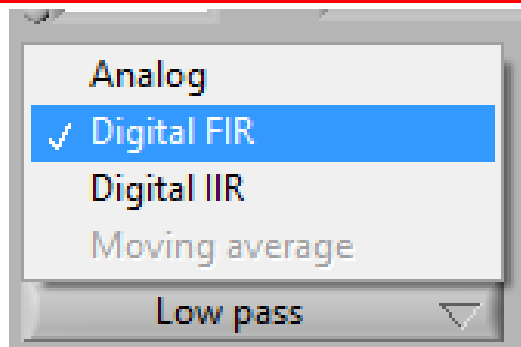 Analog
✓ Digital FIR
Digital IIR
Moving average
Low pass